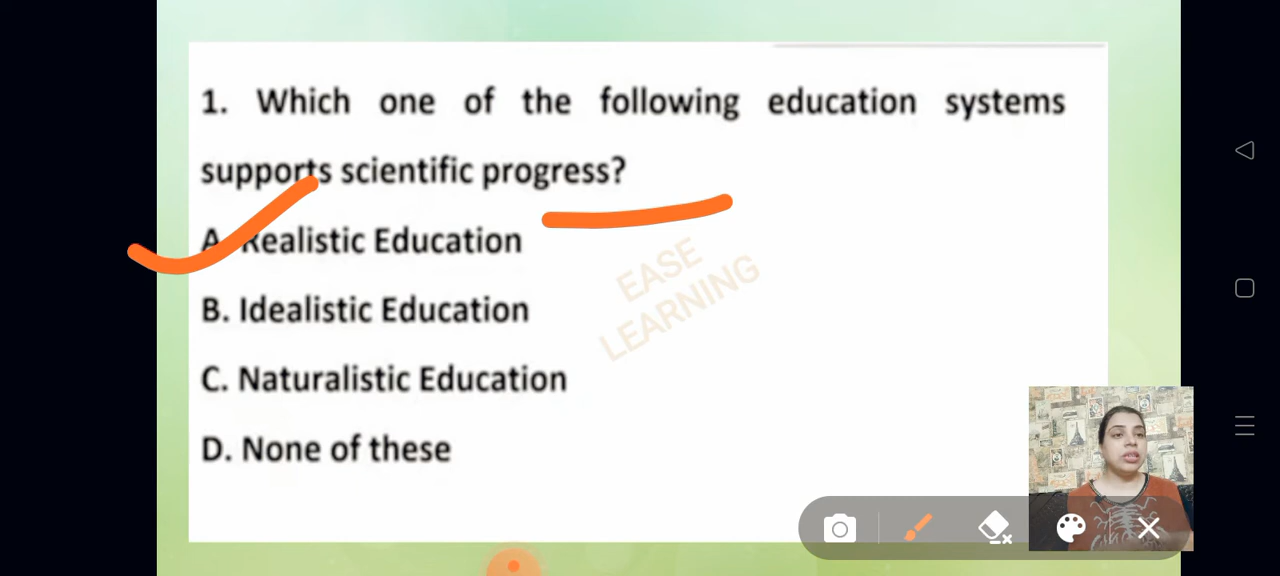 1. Which one of the following education systems
supports scientific progress?
A. Realistic Education
B. Idealistic Education
C. Naturalistic Education
D. None of these
EASE
LEARNING